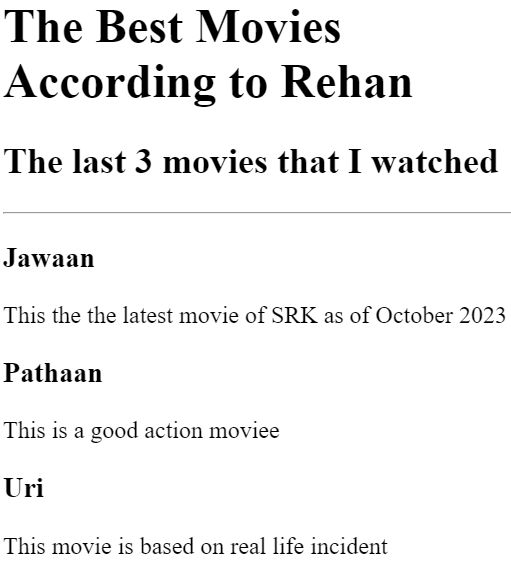 The Best Movies
According to Rehan
The last 3 movies that I watched
Jawaan
This the the latest movie of SRK as of October 2023
Pathaan
This is a good action moviee
Uri
This movie is based on real life incident